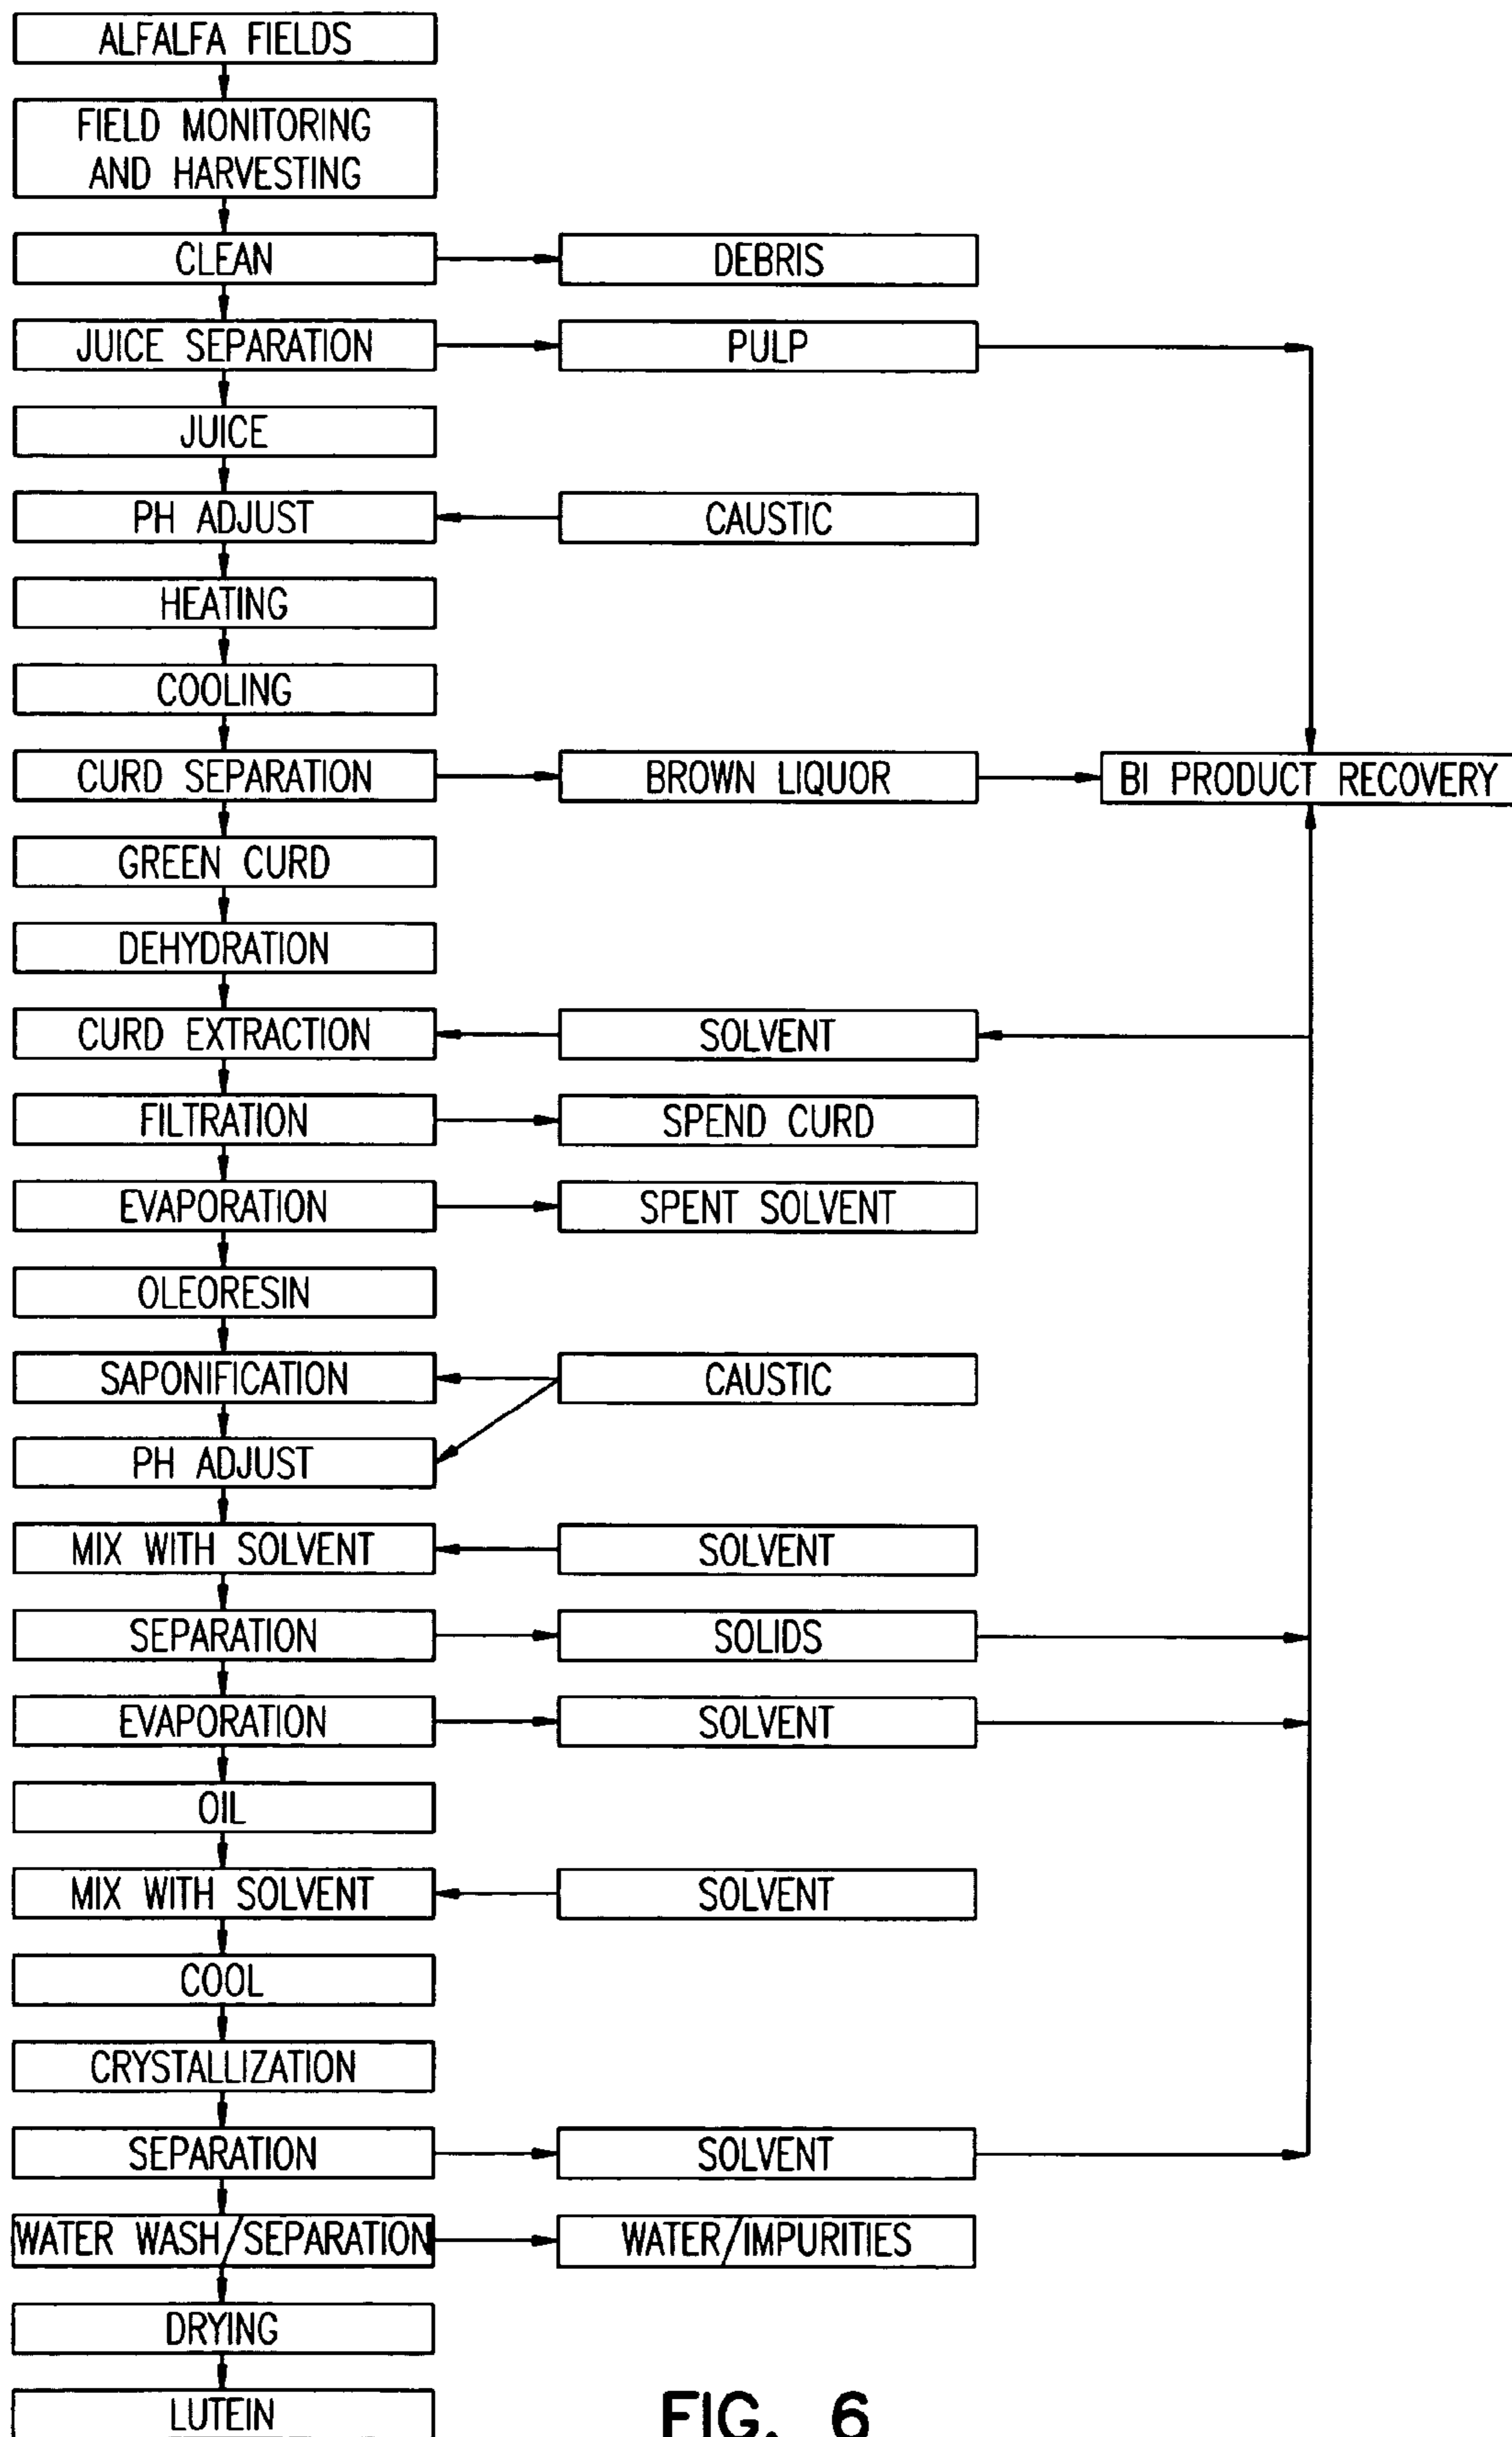 ALFALFA FIELDS
FIELD MONITORING
AND HARVESTING
CLEAN
DEBRIS
JUICE SEPARATION
PULP
JUICE
PH ADJUST
CAUSTIC
HEATING
COOLING
CURD SEPARATION
BROWN LIQUOR
BI PRODUCT RECOVERY
GREEN CURD
DEHYDRATION
CURD EXTRACTION
SOLVENT
FILTRATION
SPEND CURD
EVAPORATION
SPENT SOLVENT
OLEORESIN
SAPONIFICATION
CAUSTIC
PH ADJUST
MIX WITH SOLVENT
SOLVENT
SEPARATION
SOLIDS
EVAPORATION
SOLVENT
OIL
MIX WITH SOLVENT
SOLVENT
COOL
CRYSTALLIZATION
SEPARATION
SOLVENT
WATER WASH/SEPARATION
WATER/IMPURITIES
DRYING
LUTEIN
FIG. 6